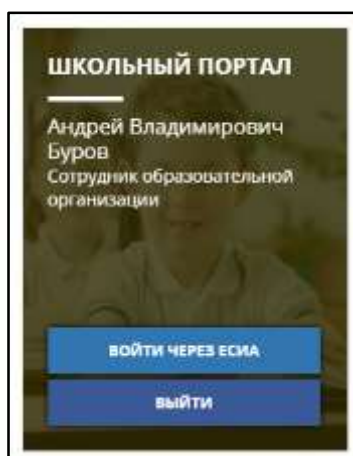 ШКОЛЬНЫЙ ПОРТАЛ
Андрей Владимирович
Буров
Сотрудник образовательной
организации
ВОЙТИ ЧЕРЕЗ ЕСИА
ВЫЙТИ